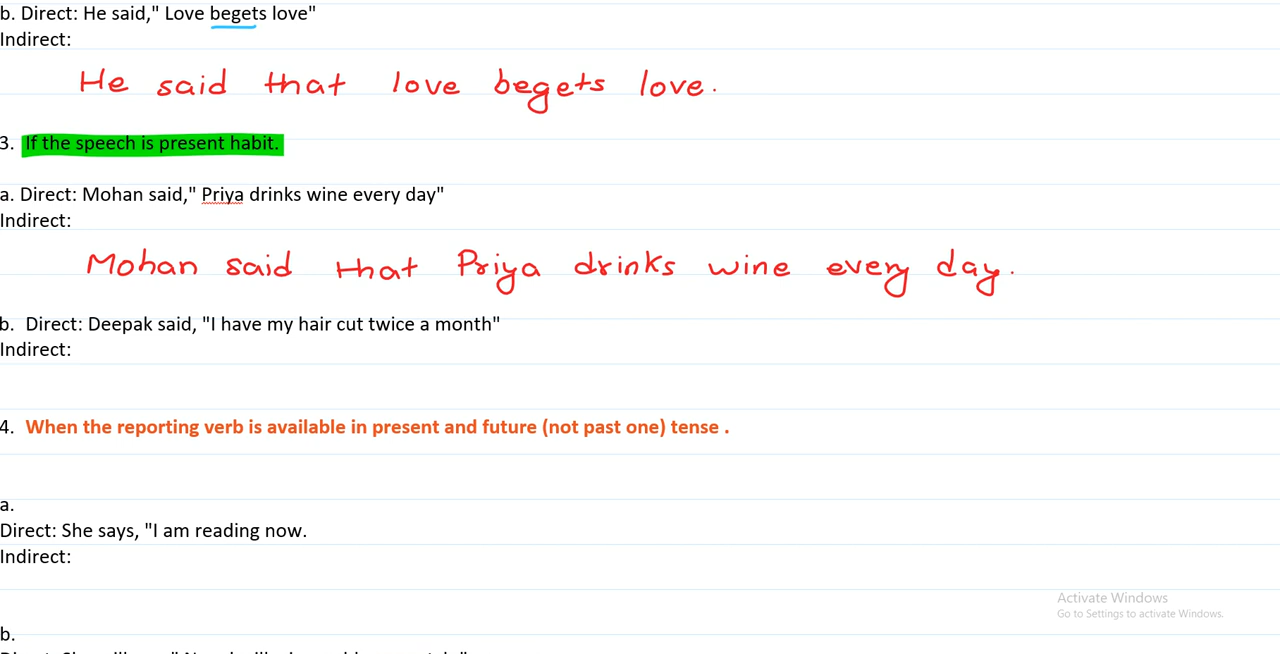 b. Direct: He said," Love begets love"
Indirect:
He said that love begets love.
3. If the speech is present habit.
a. Direct: Mohan said," Priya drinks wine every day"
Indirect:
Mohan said that Priya drinks wine every day.
b. Direct: Deepak said, "I have my hair cut twice a month"
Indirect:
4. When the reporting verb is available in present and future (not past one) tense .
a.
Direct: She says, "I am reading now.
Indirect:
Activate Windows
Go to Settings to activate Windows.
b.